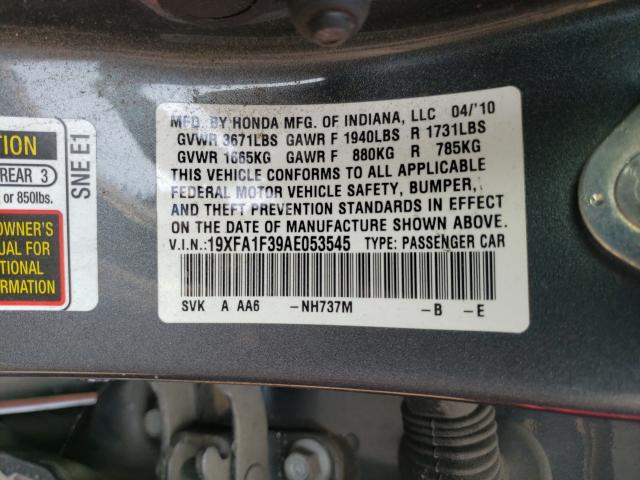 MFD. BY HONDA MFG. OF INDIANA, LLC 04/'10
GVWR 3671LBS GAWR F 1940LBS R 1731LBS
GVWR 1665KG GAWR F 880KG R 785KG
THIS VEHICLE CONFORMS TO ALL APPLICABLE
FEDERAL MOTOR VEHICLE SAFETY, BUMPER,
AND THEFT PREVENTION STANDARDS IN EFFECT
ON THE DATE OF MANUFACTURE SHOWN ABOVE.
V.I.N.:19XFA1F39AE053545 TYPE: PASSENGER CAR
SVK A AA6 -NH737M -B -E
TION
REAR 3
or 850lbs.
OWNER'S
UAL FOR
TIONAL
FORMATION
SNE E1